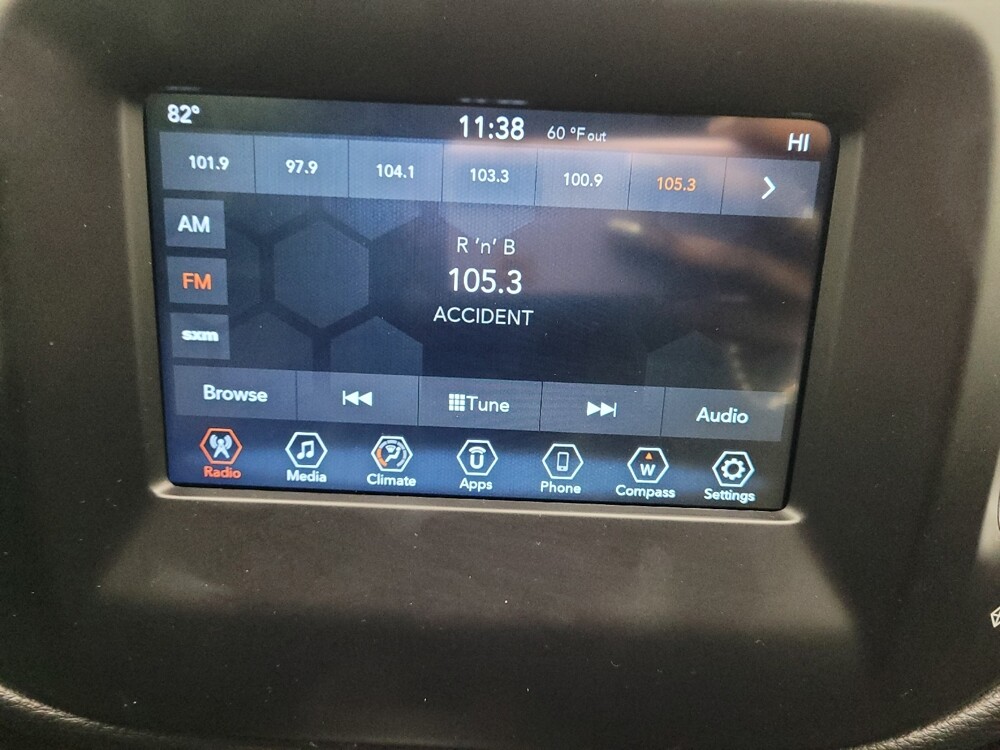 82°
11:38 60 °F out
HI
101.9 97.9 104.1 103.3 100.9 105.3
AM
FM
sxm
R 'n' B
105.3
ACCIDENT
Browse Tune Audio
Radio Media Climate Apps Phone W Compass Settings